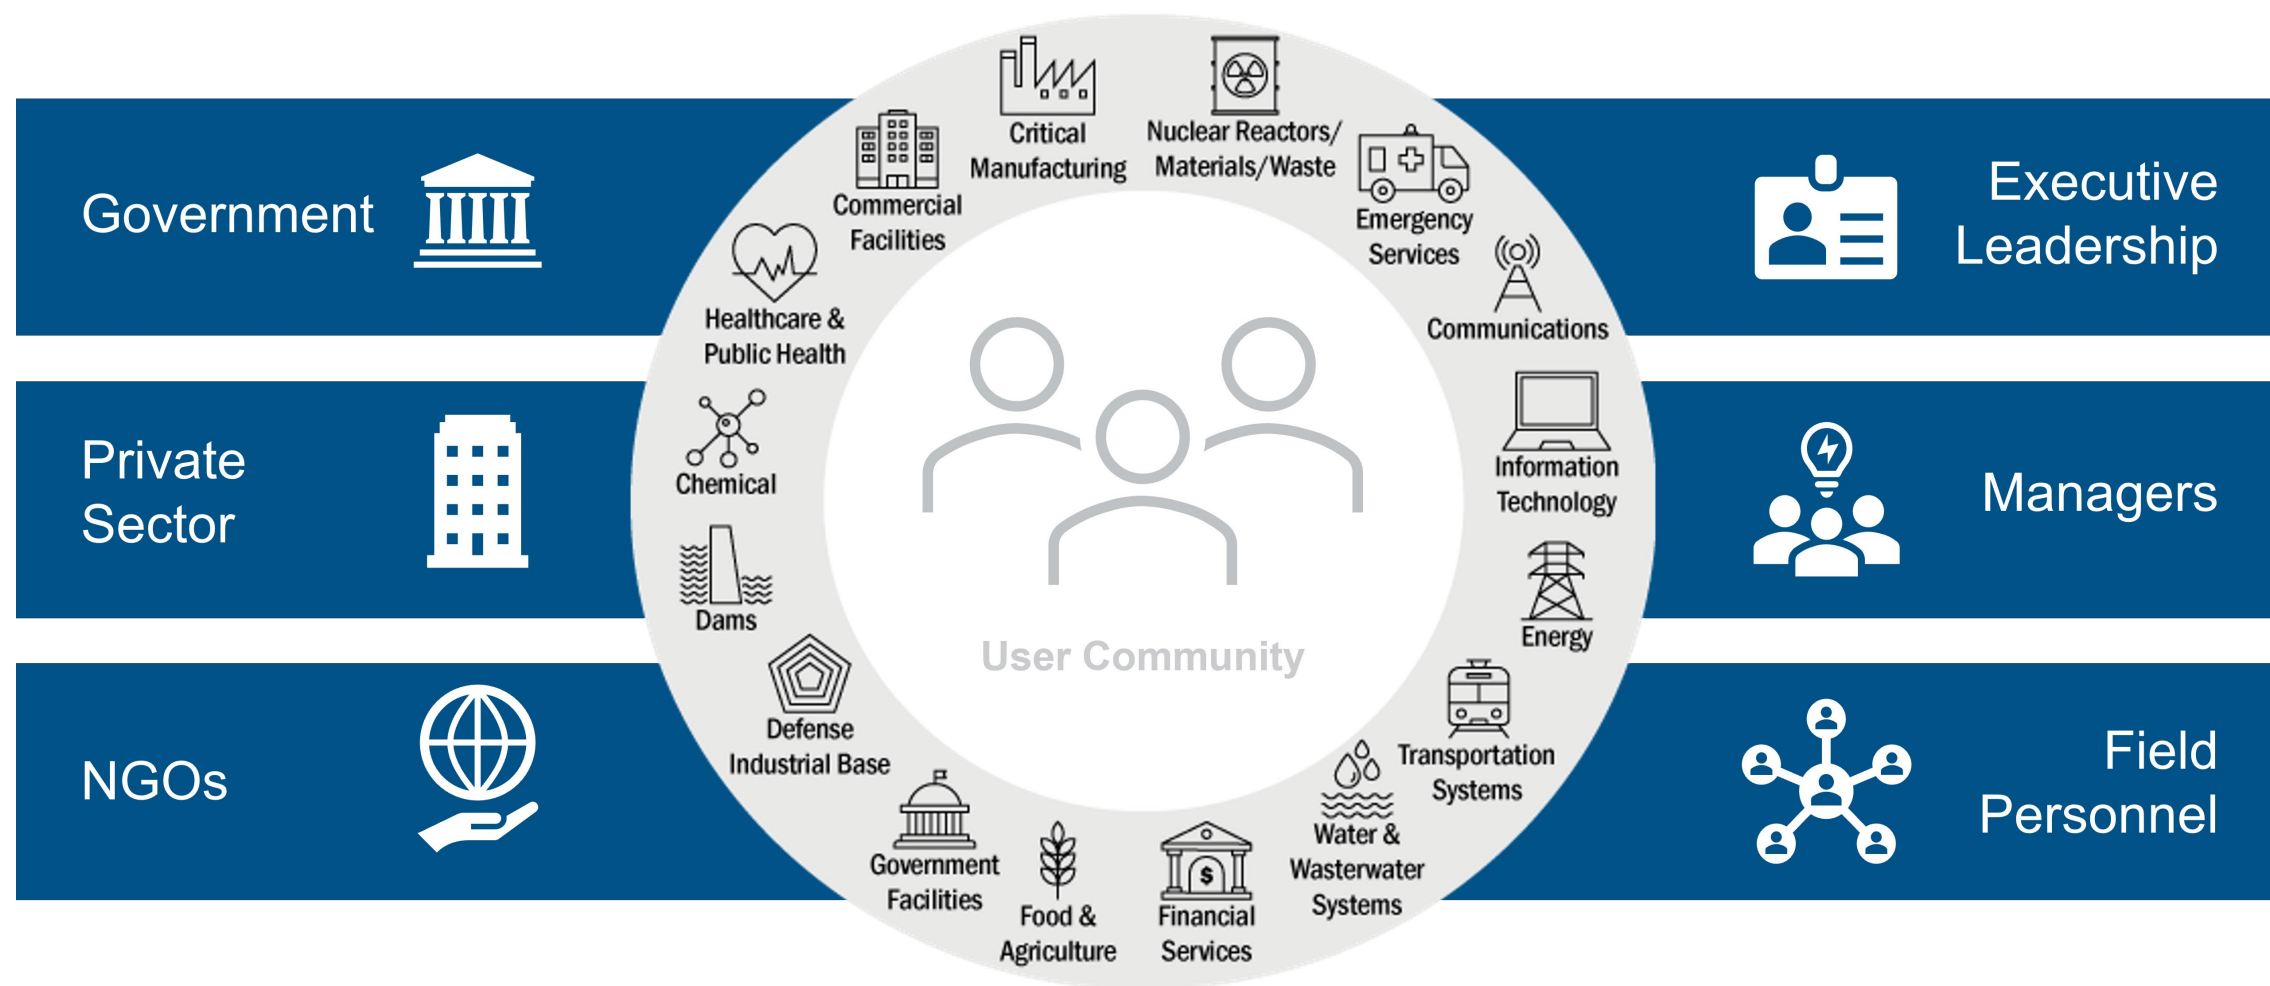 Government
Private
Sector
NGOs
Critical
Manufacturing
Nuclear Reactors/
Materials/Waste
Emergency
Services
Communications
Information
Technology
Energy
Transportation
Systems
Water &
Wasterwater
Systems
Financial
Services
Food &
Agriculture
Government
Facilities
Defense
Industrial Base
Dams
Chemical
Healthcare &
Public Health
Commercial
Facilities
$
User Community
Executive
Leadership
Managers
Field
Personnel